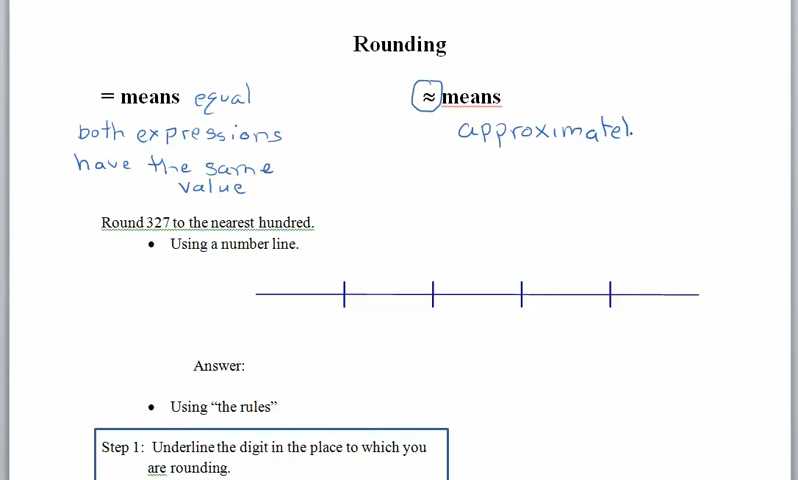 Rounding
= means equal
both expressions
have the same
value
≈ means
approximatel.
Round 327 to the nearest hundred.
• Using a number line.
Answer:
• Using “the rules”
Step 1: Underline the digit in the place to which you
are rounding.